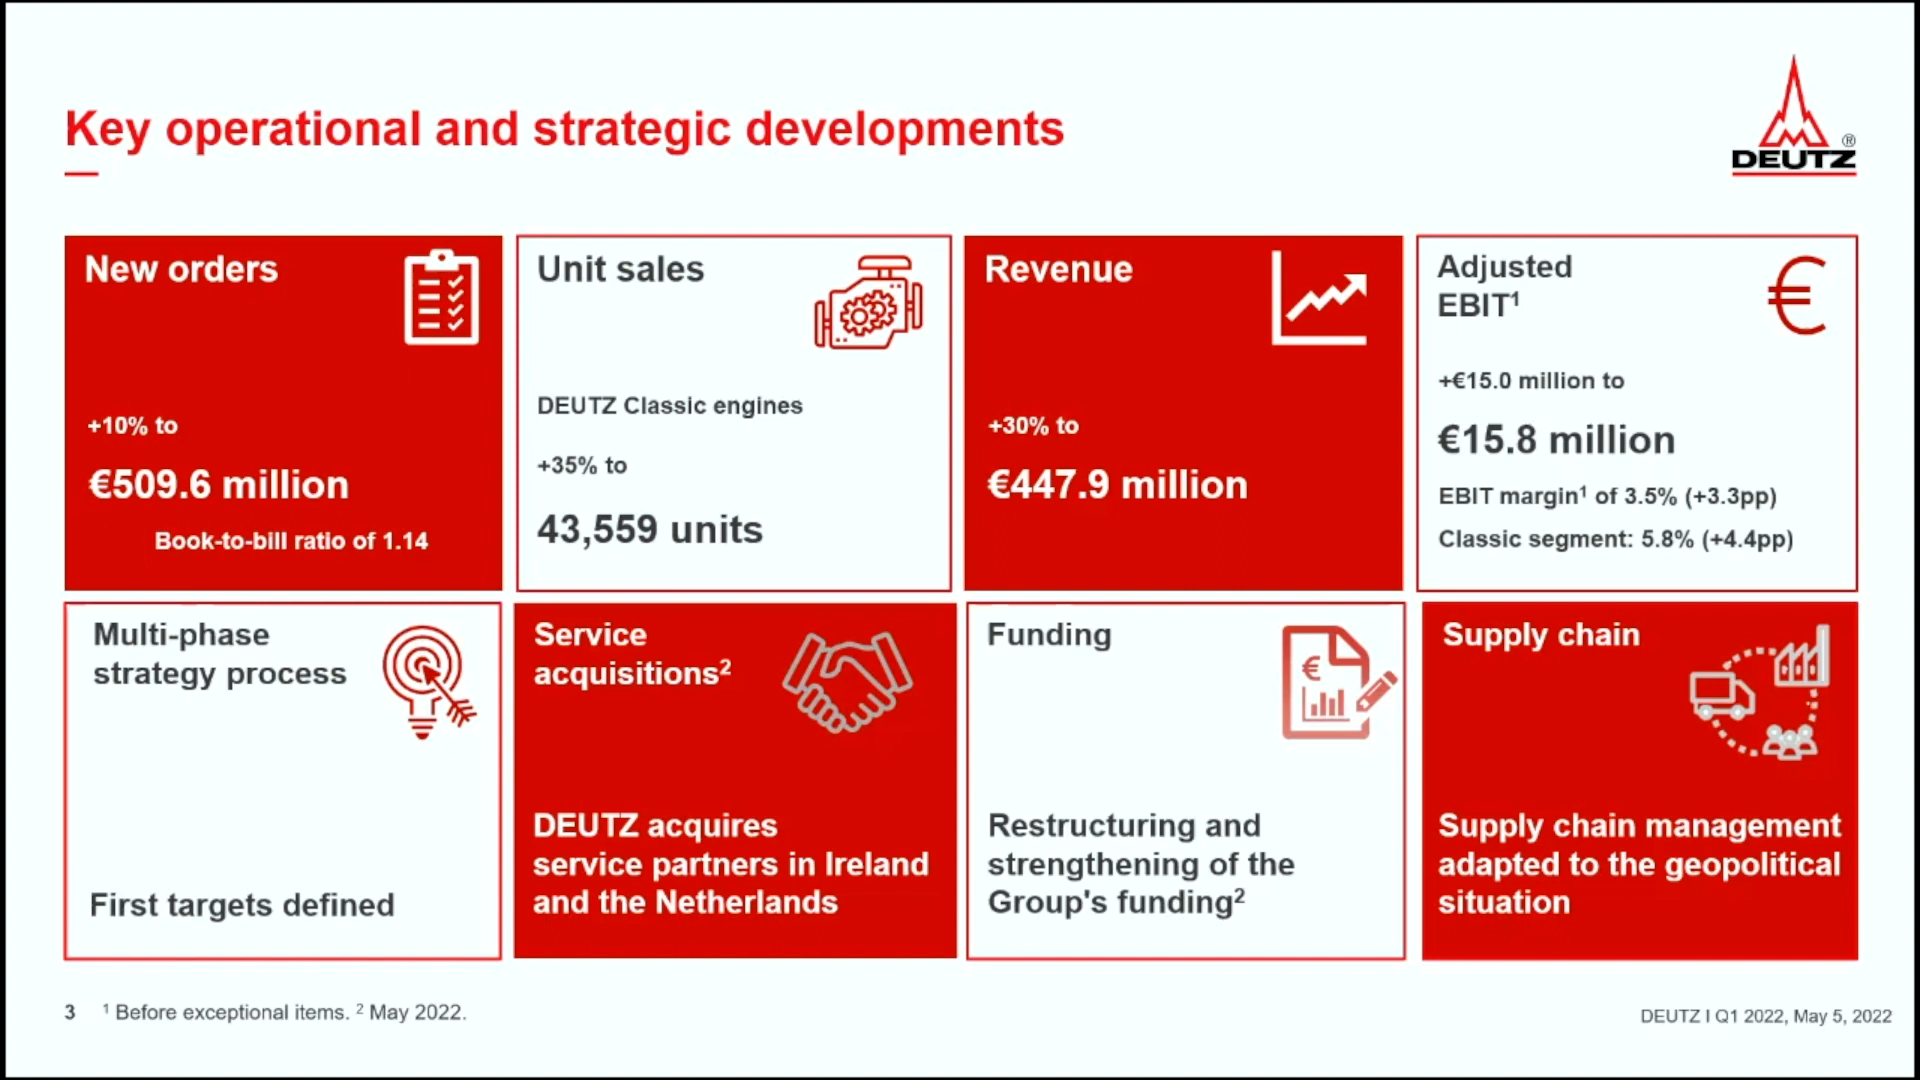 Key operational and strategic developments
DEUTZ ®
New orders
+10% to
€509.6 million
Book-to-bill ratio of 1.14
Unit sales
DEUTZ Classic engines
+35% to
43,559 units
Revenue
+30% to
€447.9 million
Adjusted
EBIT¹
€
+€15.0 million to
€15.8 million
EBIT margin¹ of 3.5% (+3.3pp)
Classic segment: 5.8% (+4.4pp)
Multi-phase
strategy process
First targets defined
Service
acquisitions²
DEUTZ acquires
service partners in Ireland
and the Netherlands
Funding
€
Restructuring and
strengthening of the
Group's funding²
Supply chain
Supply chain management
adapted to the geopolitical
situation
3 ¹ Before exceptional items. ² May 2022.
DEUTZ I Q1 2022, May 5, 2022